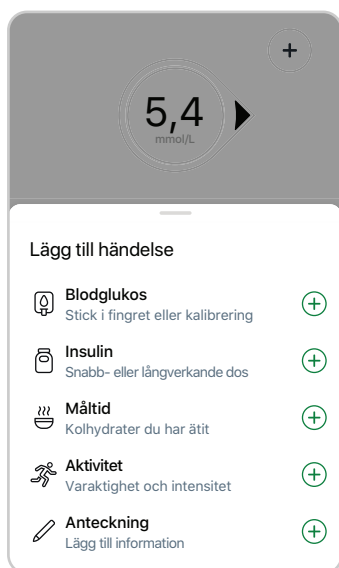 5,4
mmol/L
Lägg till händelse
Blodglukos
Stick i fingret eller kalibrering
Insulin
Snabb- eller långverkande dos
Måltid
Kolhydrater du har ätit
Aktivitet
Varaktighet och intensitet
Anteckning
Lägg till information